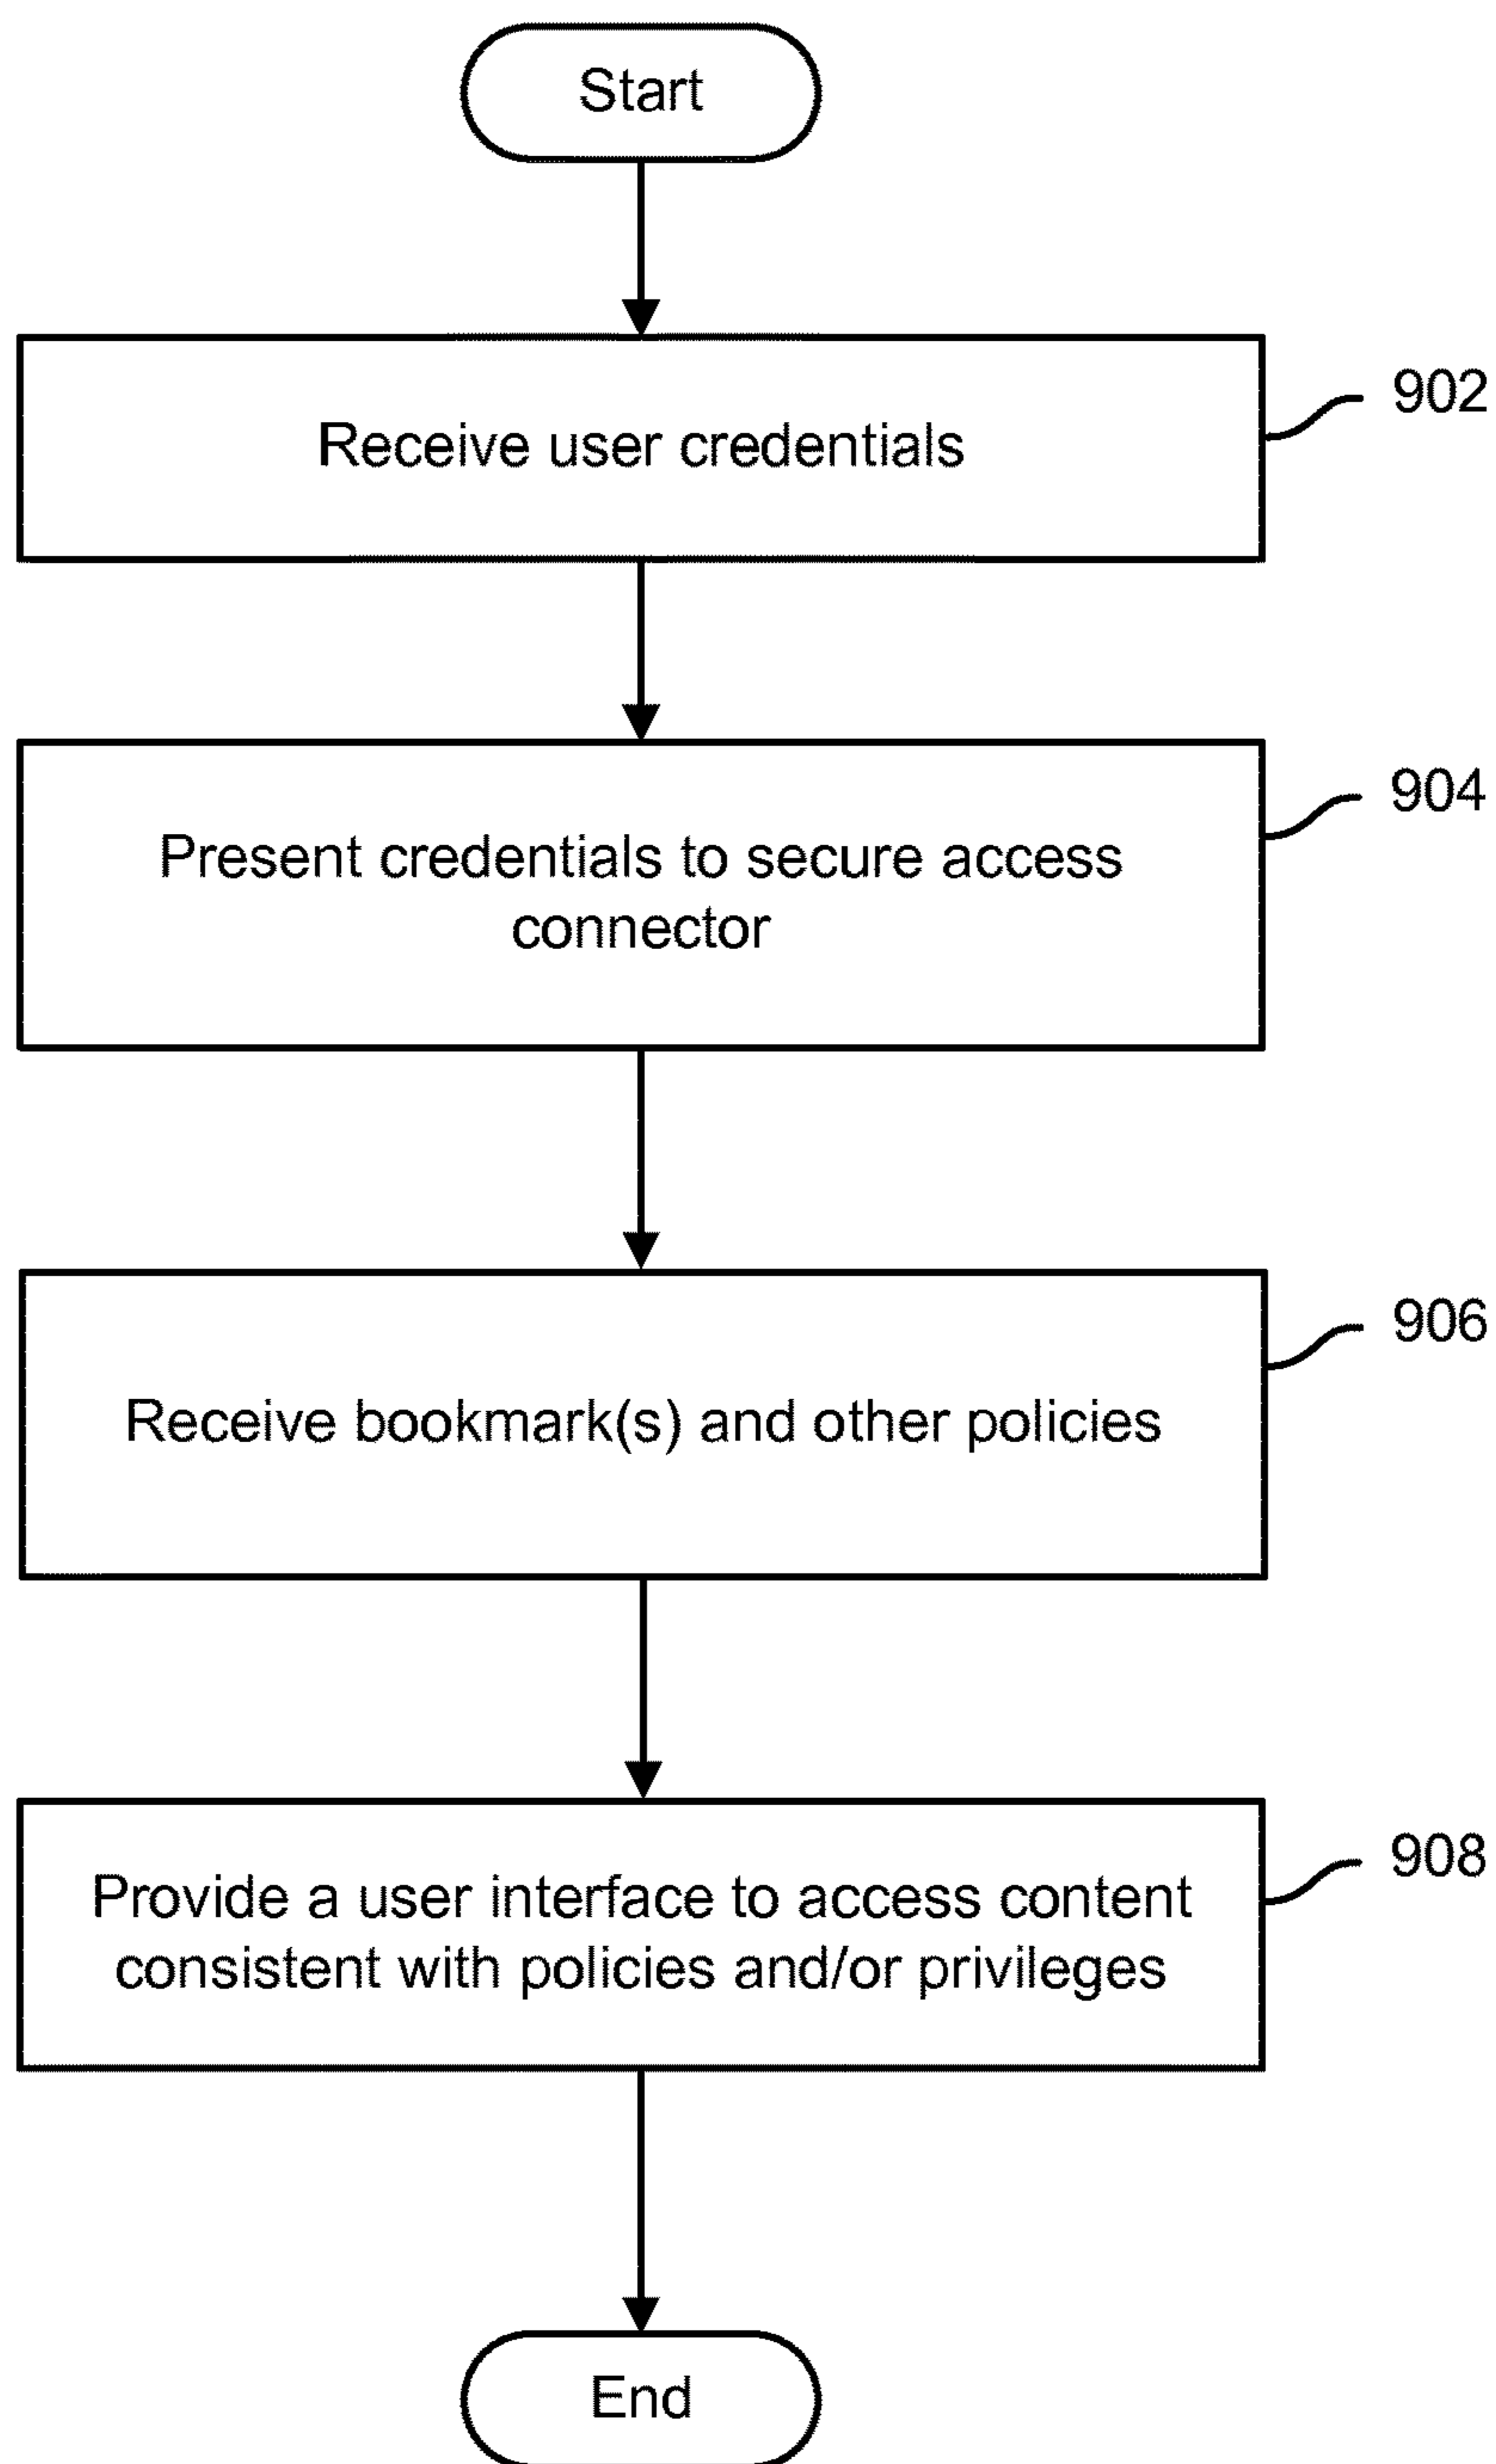 Start
Receive user credentials
902
Present credentials to secure access
connector
904
Receive bookmark(s) and other policies
906
Provide a user interface to access content
consistent with policies and/or privileges
908
End